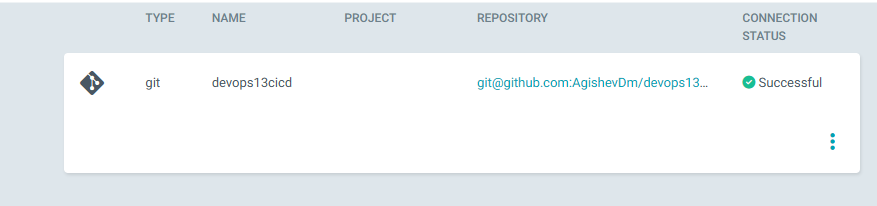 TYPE NAME PROJECT REPOSITORY CONNECTION
STATUS
git devops13cicd git@github.com:AgishevDm/devops13... Successful